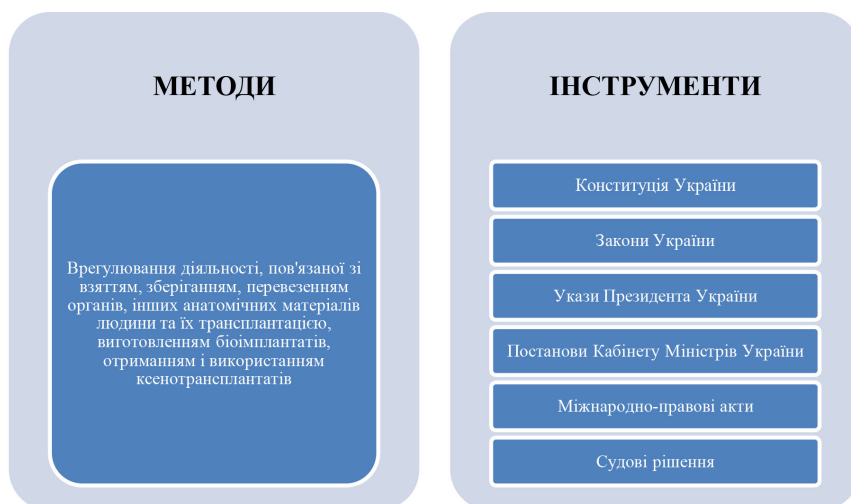 МЕТОДИ
Врегулювання діяльності, пов'язаної зі
взяттям, зберіганням, перевезенням
органів, інших анатомічних матеріалів
людини та їх трансплантацією,
виготовленням біоімплантатів,
отриманням і використанням
ксенотрансплантатів
ІНСТРУМЕНТИ
Конституція України
Закони України
Укази Президента України
Постанови Кабінету Міністрів України
Міжнародно-правові акти
Судові рішення